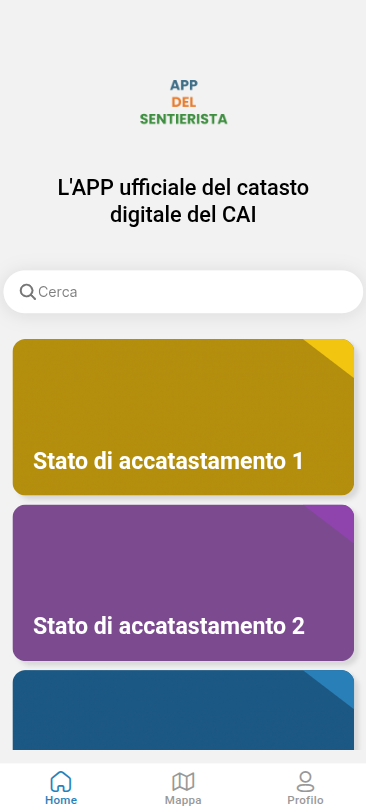 APP
DEL
SENTIERISTA
L'APP ufficiale del catasto
digitale del CAI
Cerca
Stato di accatastamento 1
Stato di accatastamento 2
Home
Mappa
Profilo